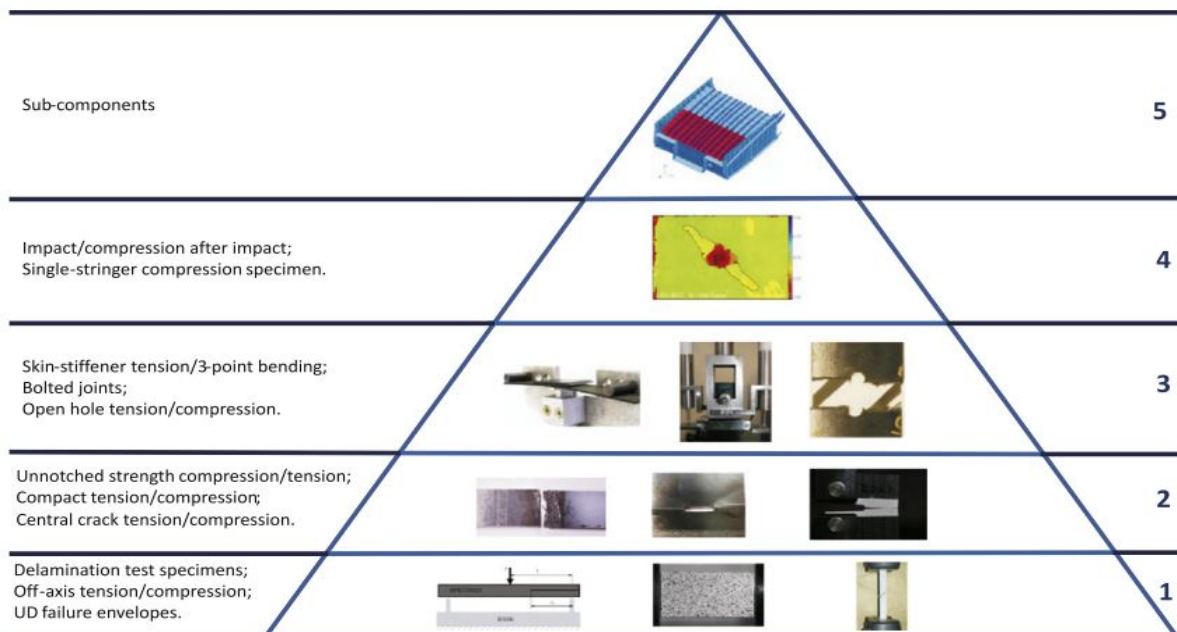 Sub-components
5
Impact/compression after impact;
Single-stringer compression specimen.
4
Skin-stiffener tension/3-point bending;
Bolted joints;
Open hole tension/compression.
3
Unnotched strength compression/tension;
Compact tension/compression;
Central crack tension/compression.
2
Delamination test specimens;
Off-axis tension/compression;
UD failure envelopes.
1